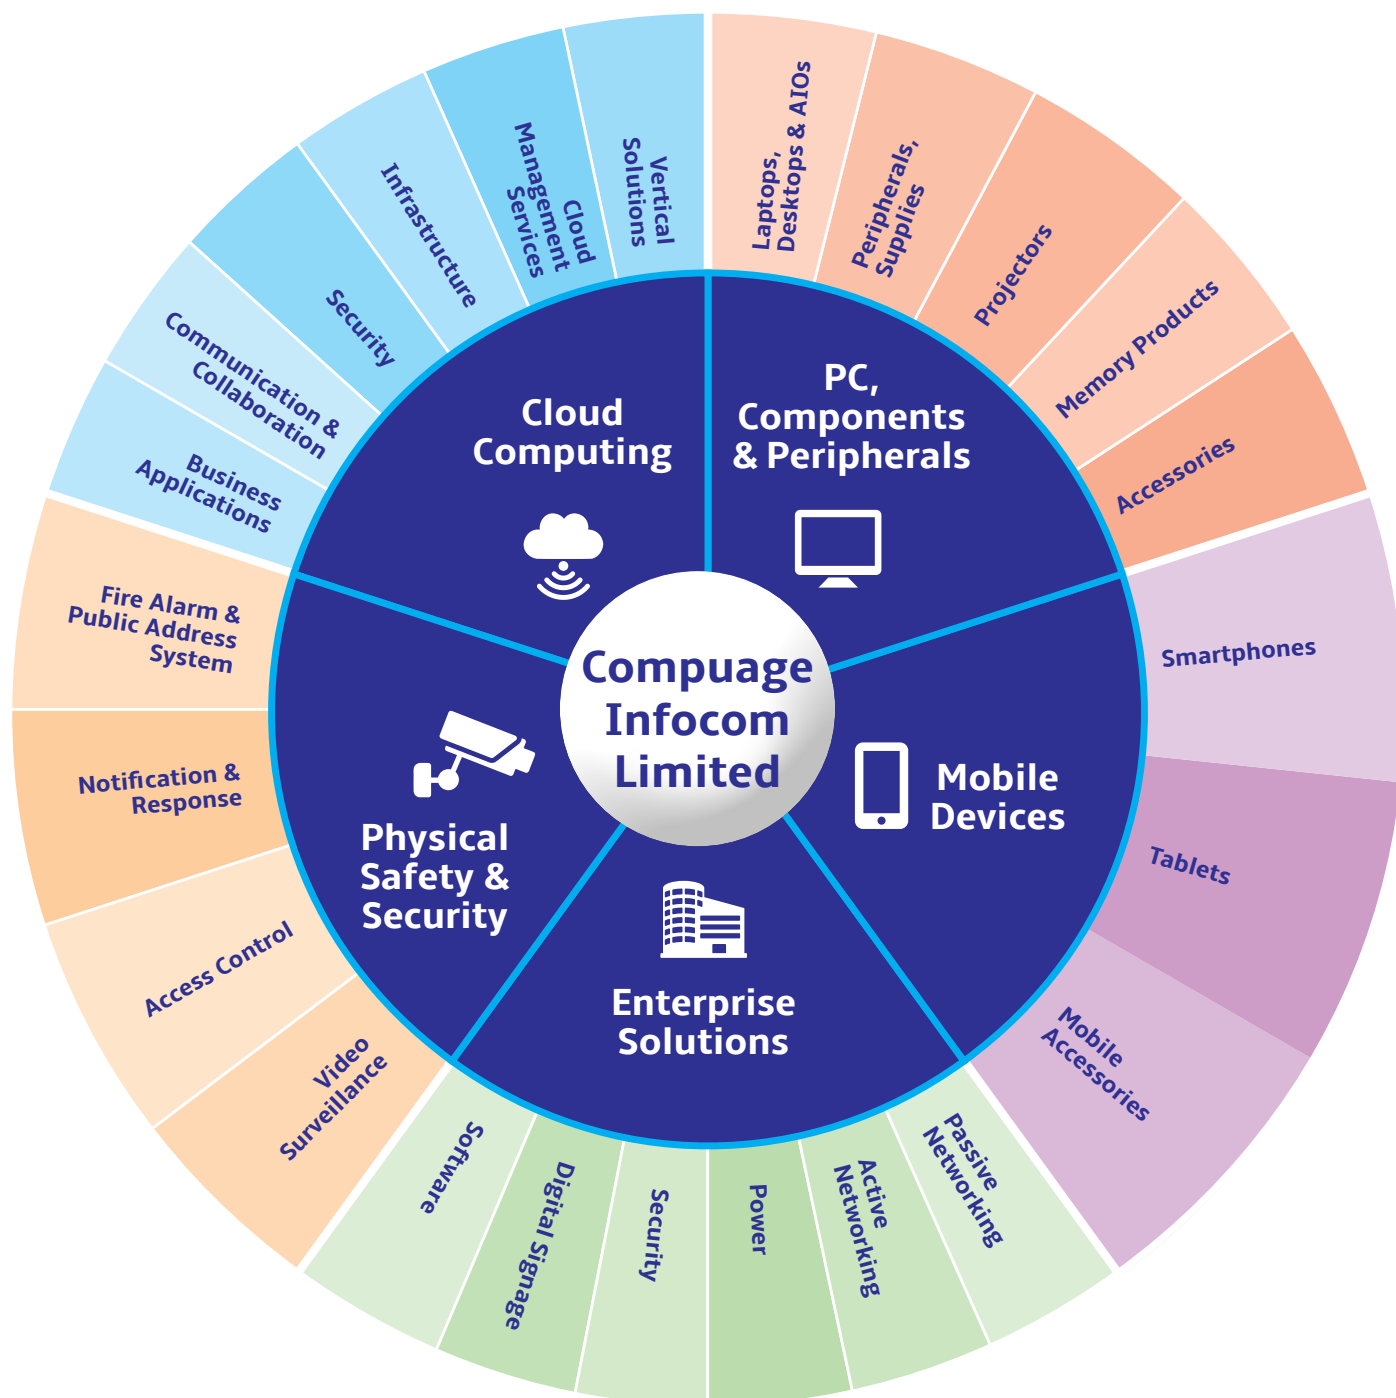 Compuage
Infocom
Limited
PC,
Components
& Peripherals
Laptops,
Desktops & AIOs
Peripherals,
Supplies
Projectors
Memory Products
Accessories
Mobile
Devices
Smartphones
Tablets
Mobile
Accessories
Enterprise
Solutions
Passive
Networking
Active
Networking
Power
Security
Digital Signage
Software
Physical
Safety &
Security
Video
Surveillance
Access Control
Notification &
Response
Fire Alarm &
Public Address
System
Cloud
Computing
Business
Applications
Communication &
Collaboration
Security
Infrastructure
Cloud
Management
Services
Vertical
Solutions